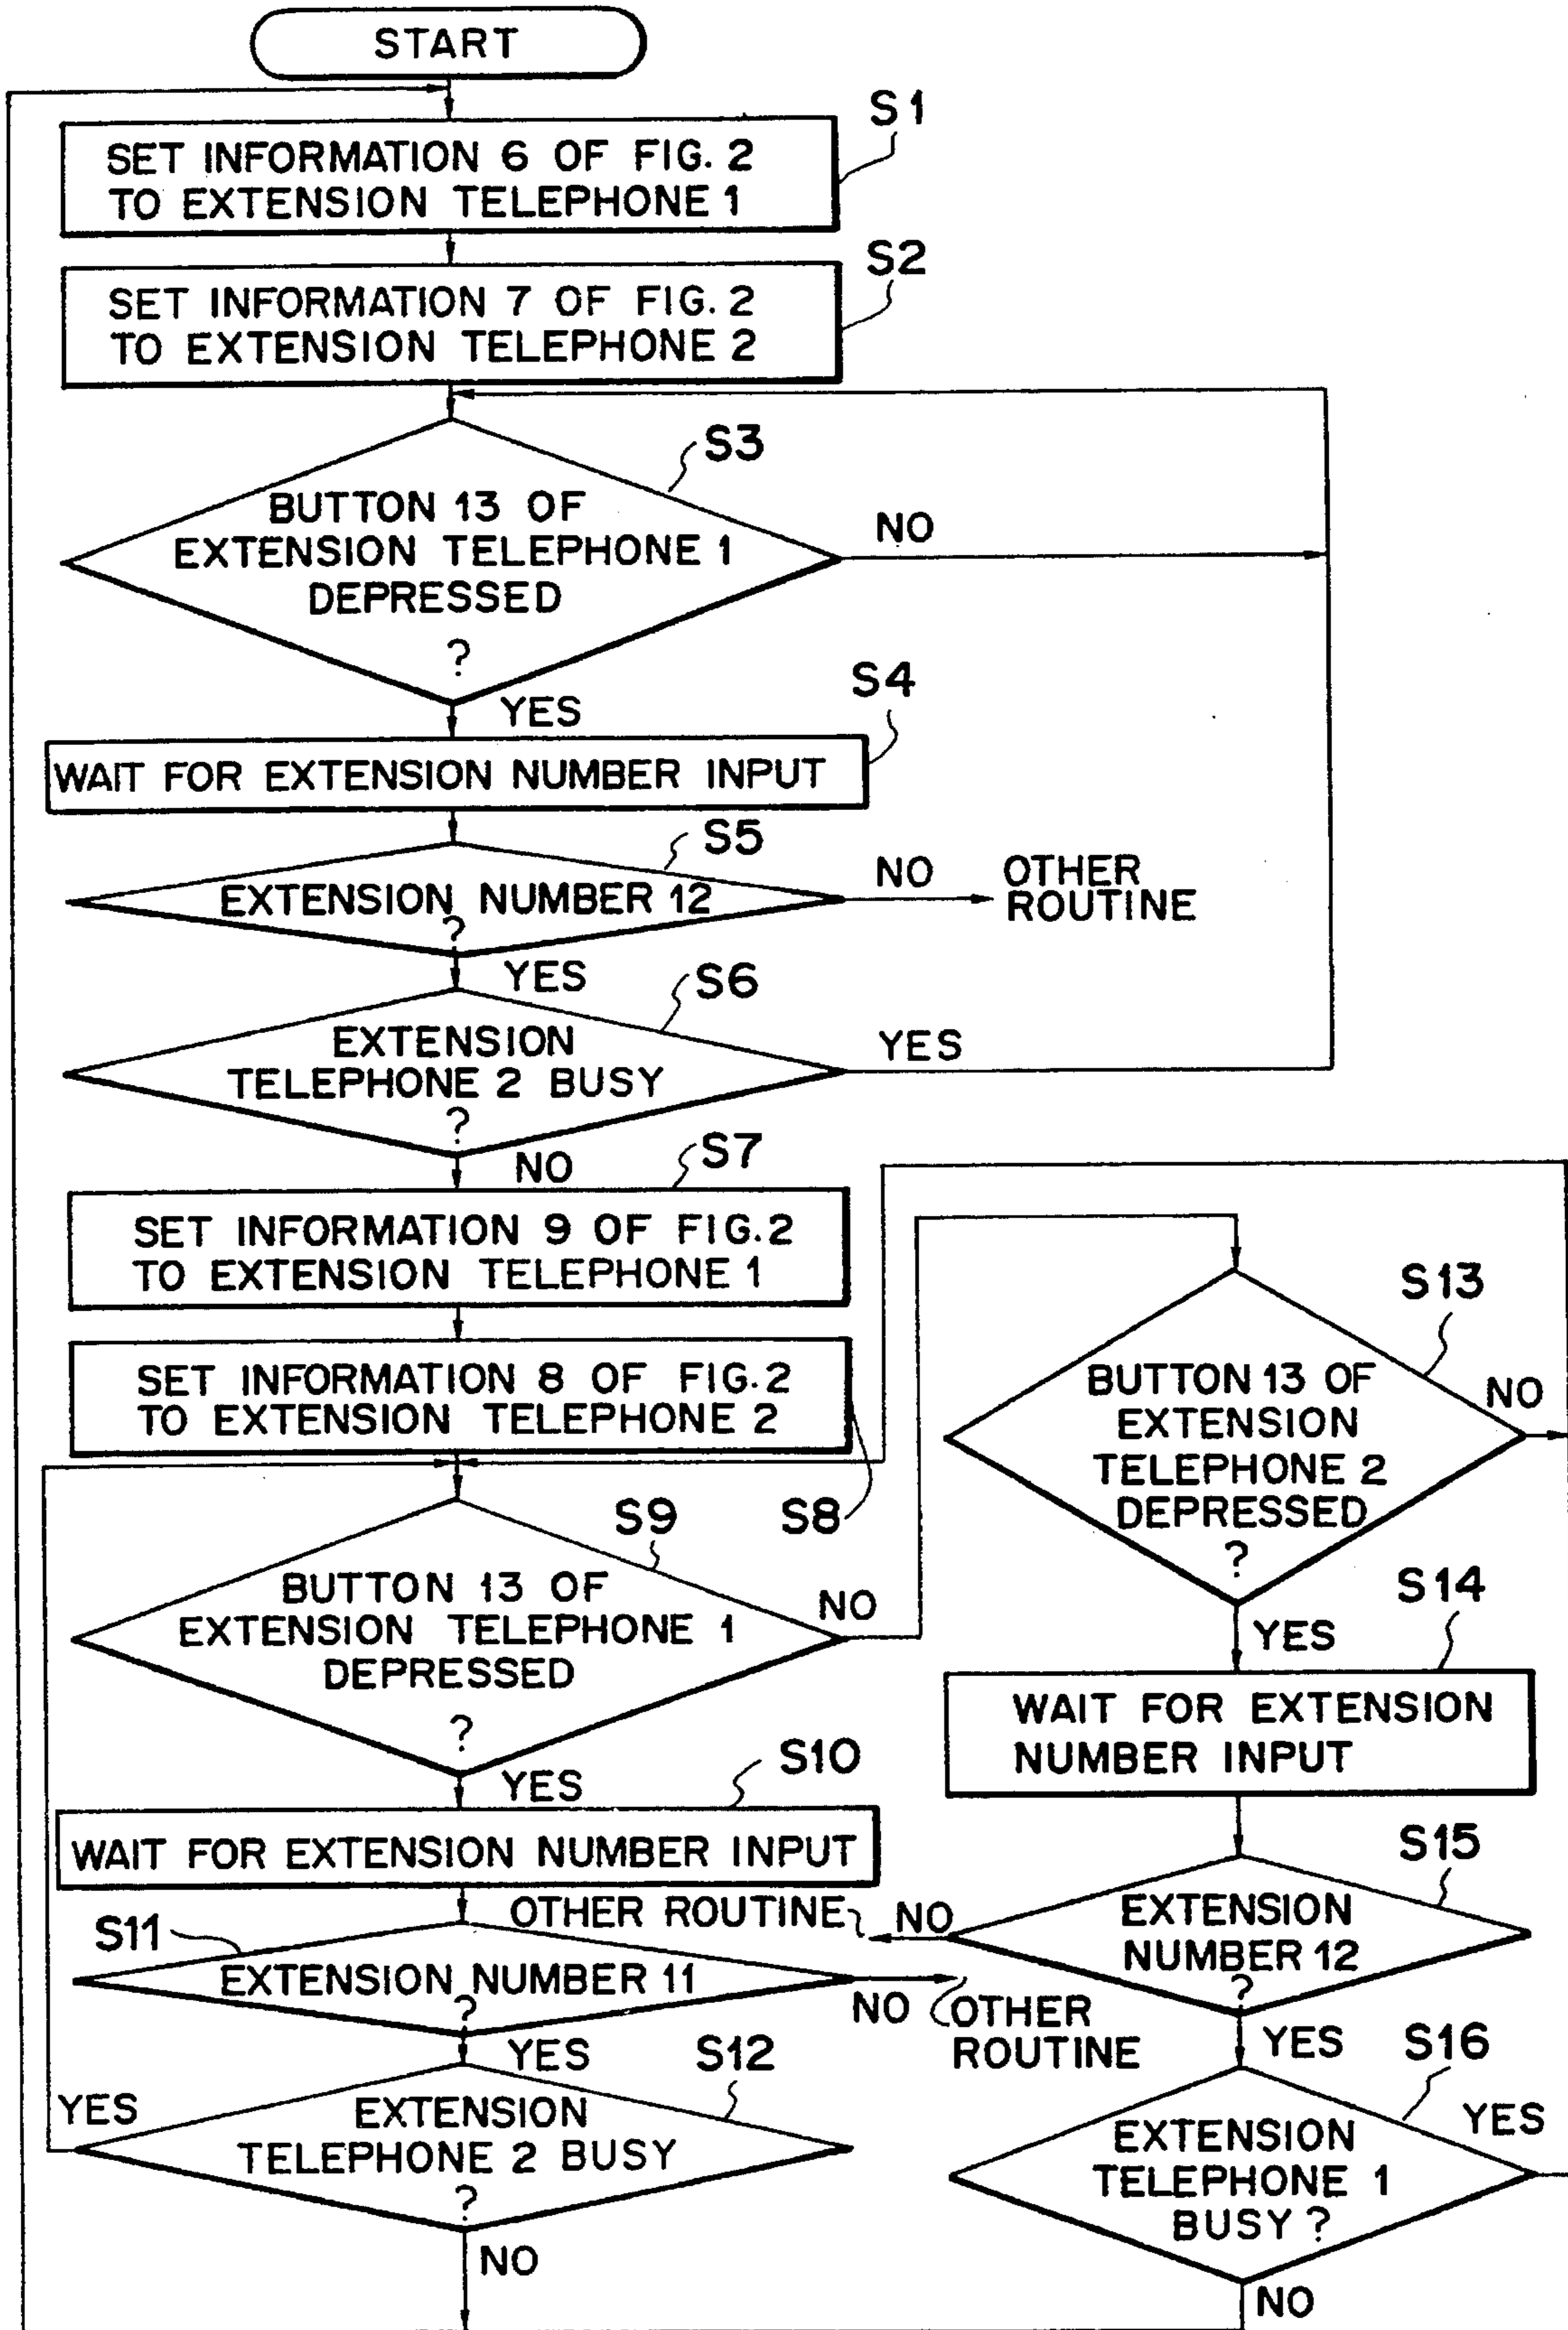 START
S1
SET INFORMATION 6 OF FIG. 2
TO EXTENSION TELEPHONE 1
S2
SET INFORMATION 7 OF FIG. 2
TO EXTENSION TELEPHONE 2
S3
BUTTON 13 OF
EXTENSION TELEPHONE 1
DEPRESSED
?
NO
YES
S4
WAIT FOR EXTENSION NUMBER INPUT
S5
EXTENSION NUMBER 12
?
NO
OTHER
ROUTINE
YES
S6
EXTENSION
TELEPHONE 2 BUSY
?
YES
NO
S7
SET INFORMATION 9 OF FIG. 2
TO EXTENSION TELEPHONE 1
SET INFORMATION 8 OF FIG. 2
TO EXTENSION TELEPHONE 2
S8
S9
BUTTON 13 OF
EXTENSION TELEPHONE 1
DEPRESSED
?
NO
YES
S10
WAIT FOR EXTENSION NUMBER INPUT
S11
EXTENSION NUMBER 11
?
NO
OTHER
ROUTINE
YES
S12
EXTENSION
TELEPHONE 2 BUSY
?
YES
NO
S13
BUTTON 13 OF
EXTENSION
TELEPHONE 2
DEPRESSED
?
NO
YES
S14
WAIT FOR EXTENSION
NUMBER INPUT
S15
EXTENSION
NUMBER 12
?
NO
OTHER ROUTINE
YES
S16
EXTENSION
TELEPHONE 1
BUSY ?
YES
NO